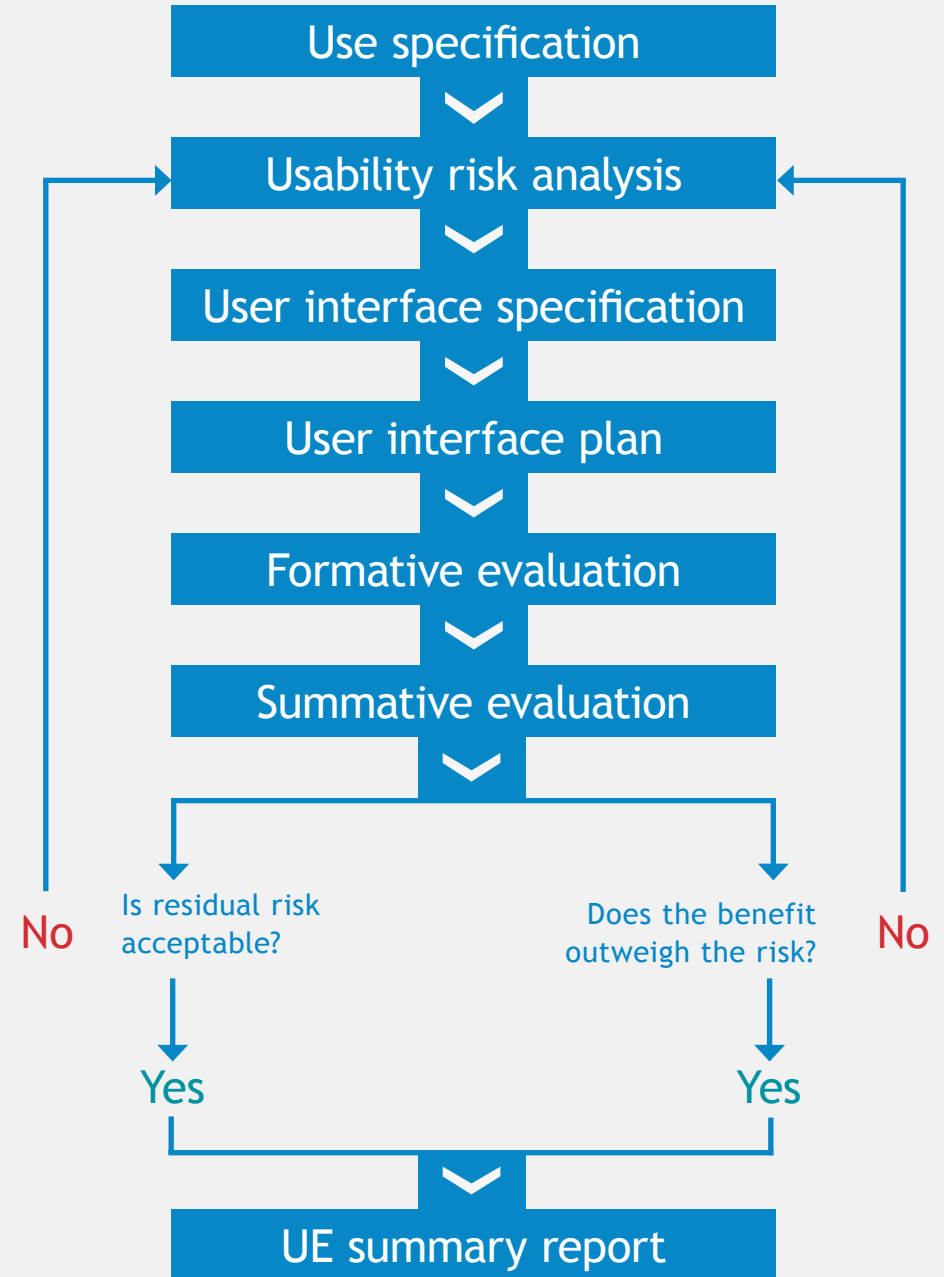 Use specification
Usability risk analysis
User interface specification
User interface plan
Formative evaluation
Summative evaluation
Is residual risk
acceptable?
No
Does the benefit
outweigh the risk?
No
Yes
Yes
UE summary report